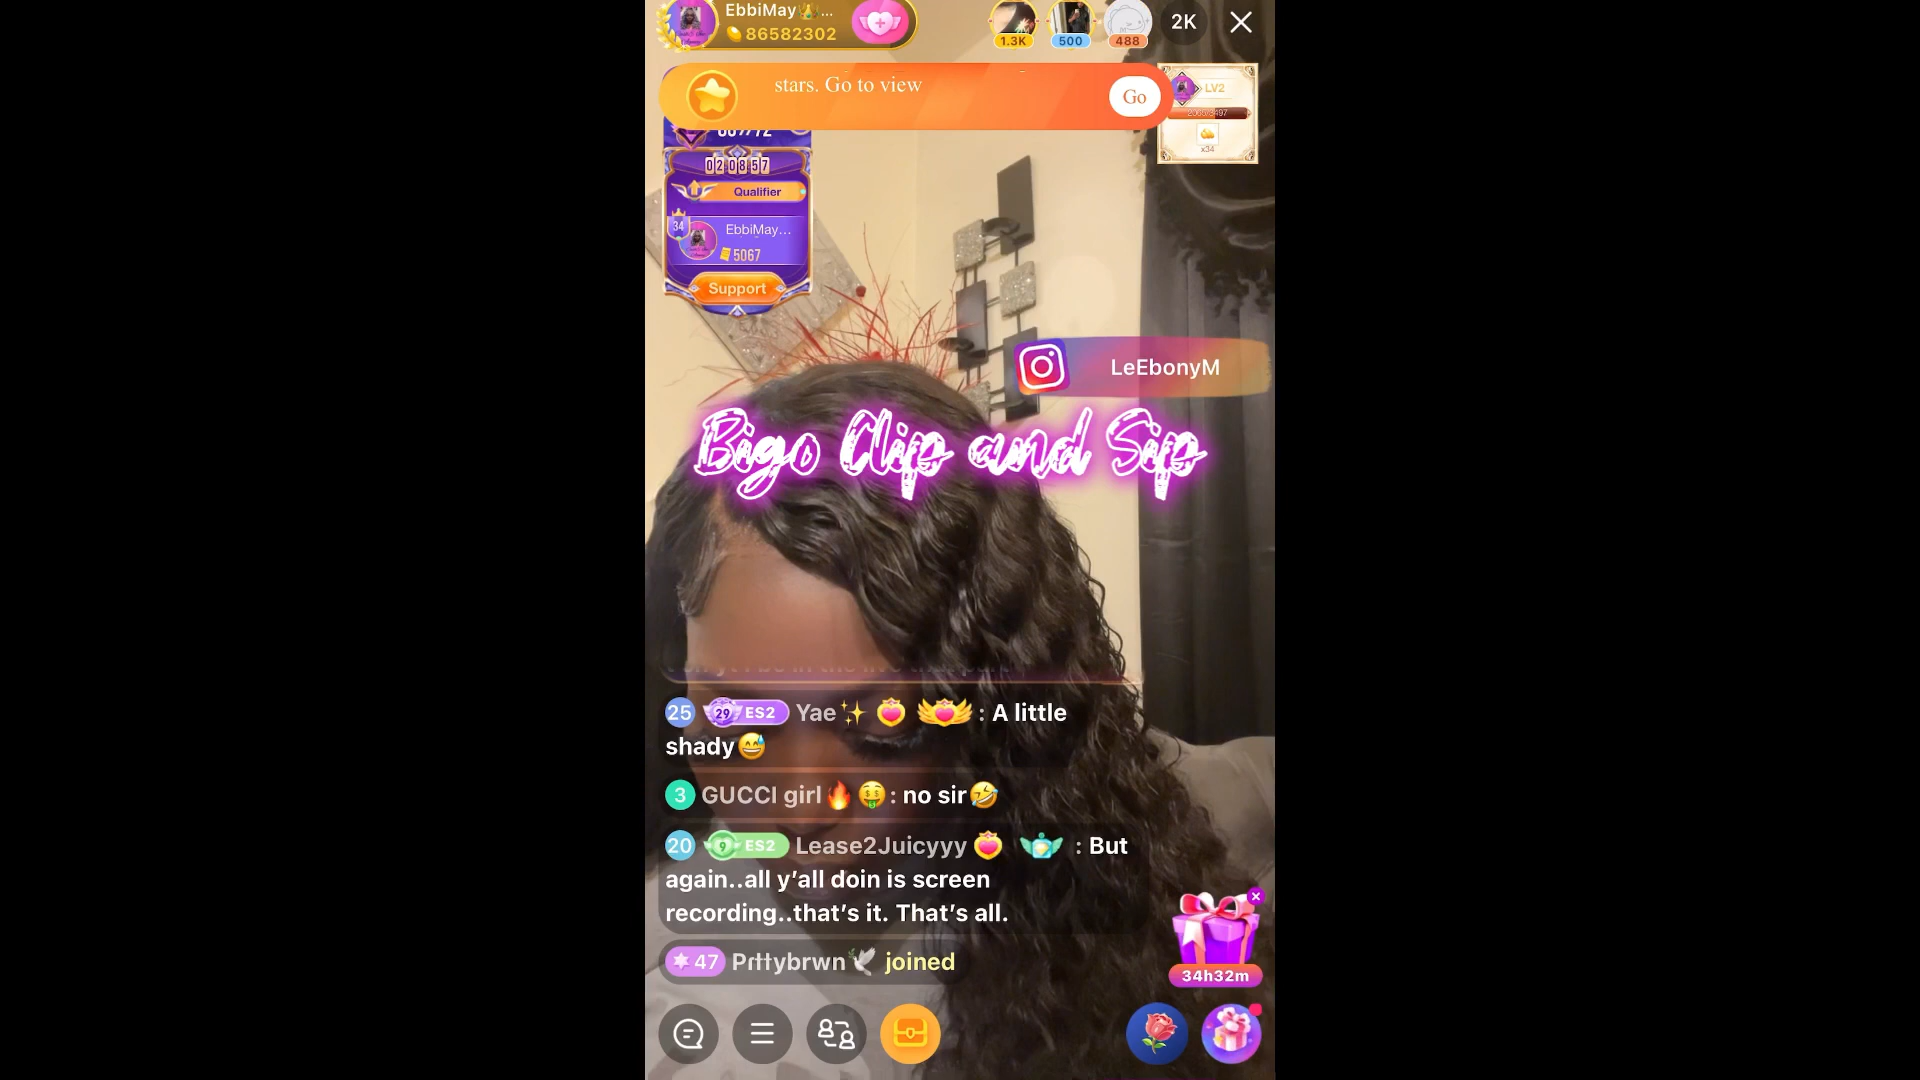 EbbiMay👑...
86582302
1.3K
500
488
2K
stars. Go to view
Go
LV2
x34
02:08:57
Qualifier
34
EbbiMay...
5067
Support
LeEbonyM
Bigo Clip and Sip
25 29 ES2 Yae✨ : A little
shady😅
3 GUCCI girl🔥🤑: no sir🤣
20 9 ES2 Lease2Juicyyy : But
again..all y’all doin is screen
recording..that’s it. That’s all.
47 Prttybrwn🕊 joined
34h32m